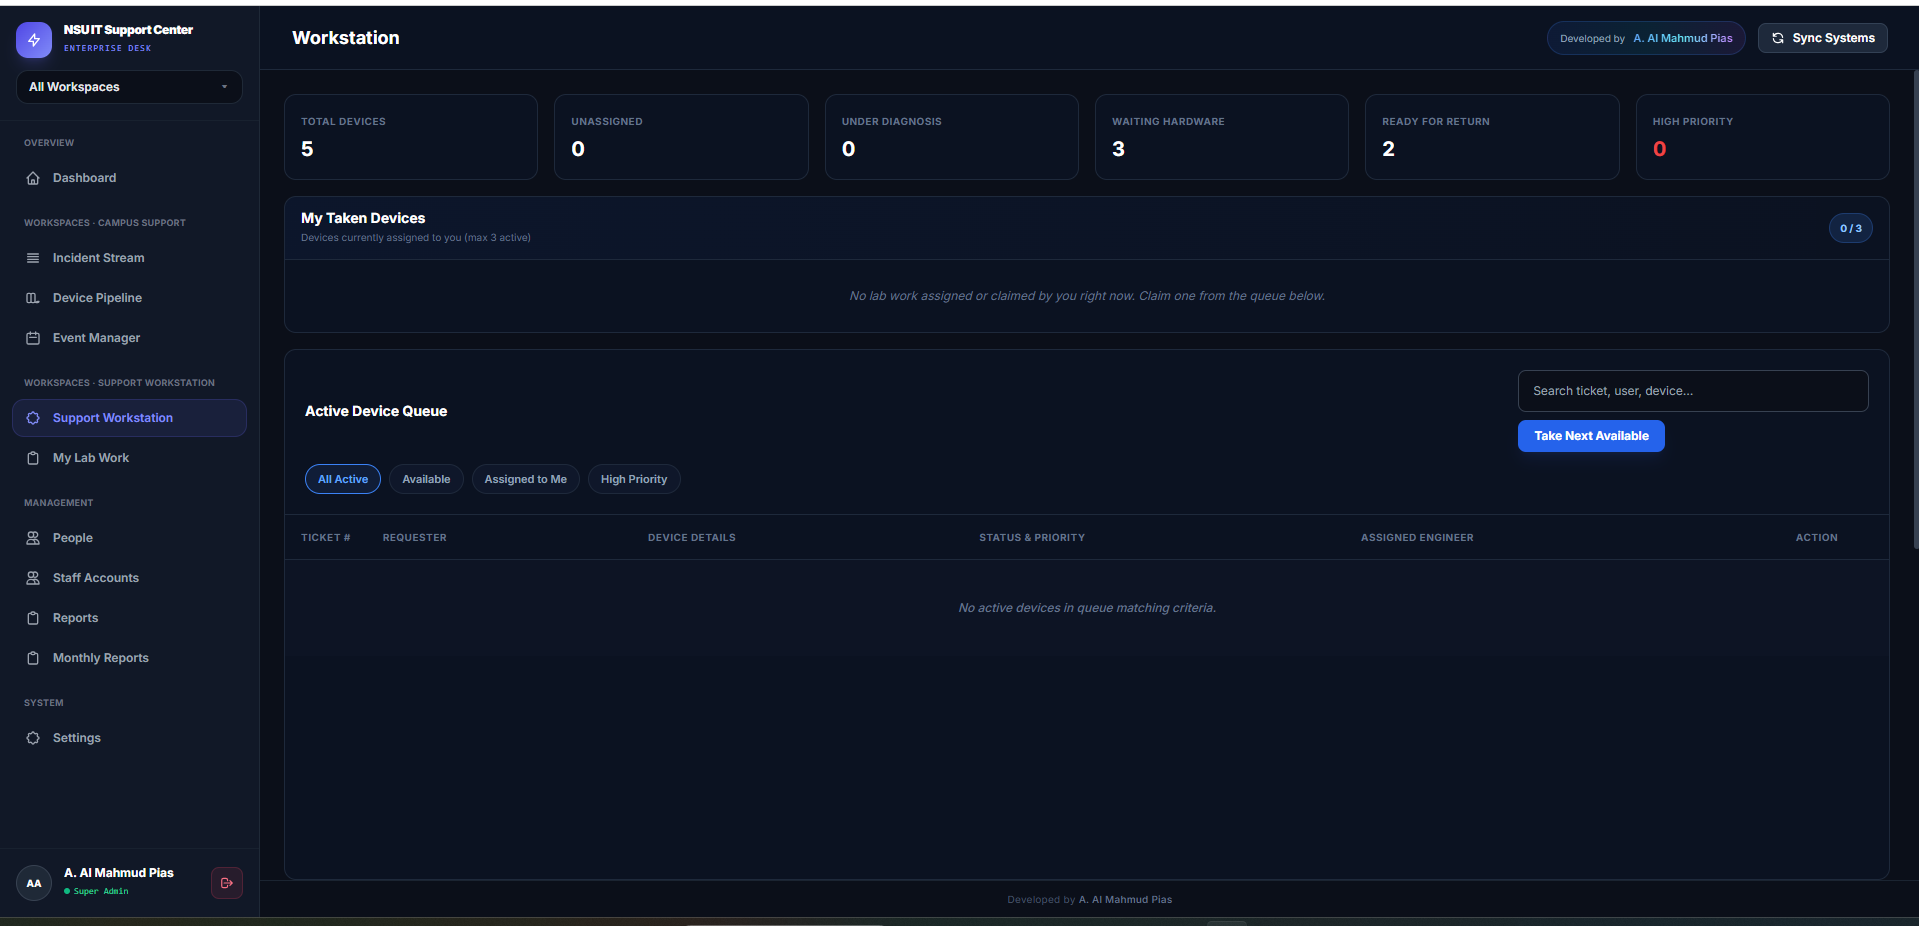 NSU IT Support Center
ENTERPRISE DESK
All Workspaces
OVERVIEW
Dashboard
WORKSPACES · CAMPUS SUPPORT
Incident Stream
Device Pipeline
Event Manager
WORKSPACES · SUPPORT WORKSTATION
Support Workstation
My Lab Work
MANAGEMENT
People
Staff Accounts
Reports
Monthly Reports
SYSTEM
Settings
AA
A. Al Mahmud Pias
Super Admin
Workstation
Developed by A. Al Mahmud Pias
Sync Systems
TOTAL DEVICES
5
UNASSIGNED
0
UNDER DIAGNOSIS
0
WAITING HARDWARE
3
READY FOR RETURN
2
HIGH PRIORITY
0
My Taken Devices
Devices currently assigned to you (max 3 active)
0 / 3
No lab work assigned or claimed by you right now. Claim one from the queue below.
Active Device Queue
Search ticket, user, device...
Take Next Available
All Active
Available
Assigned to Me
High Priority
TICKET # REQUESTER DEVICE DETAILS STATUS & PRIORITY ASSIGNED ENGINEER ACTION
No active devices in queue matching criteria.
Developed by A. Al Mahmud Pias